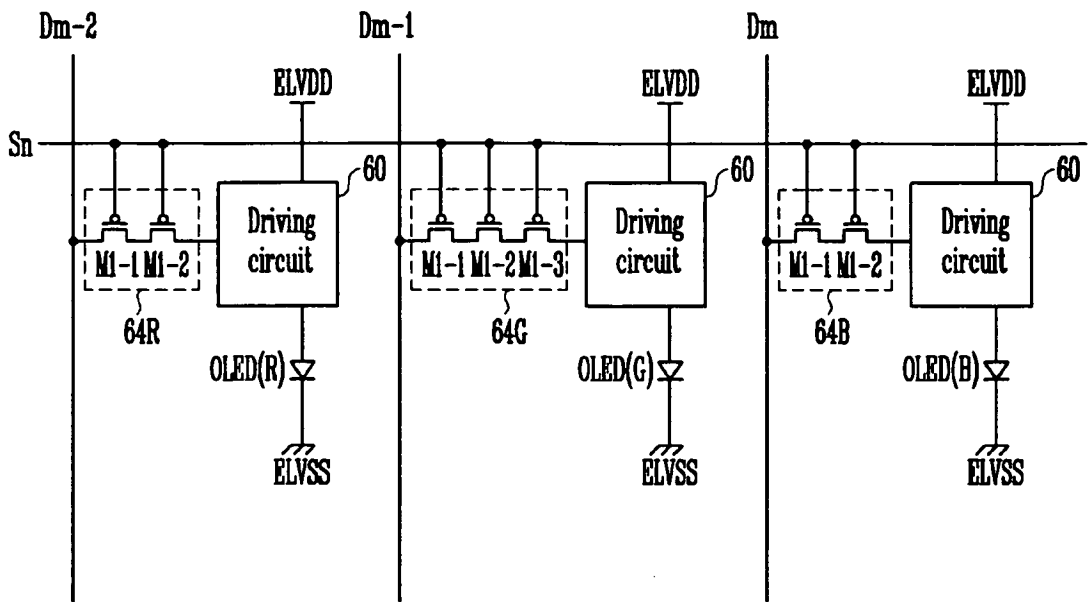 Dm-2 Dm-1 Dm
ELVDD ELVDD ELVDD
Sn
60 60 60
Driving circuit
Driving circuit
Driving circuit
M1-1 M1-2
M1-1 M1-2 M1-3
M1-1 M1-2
64R 64G 64B
OLED(R) OLED(G) OLED(B)
ELVSS ELVSS ELVSS